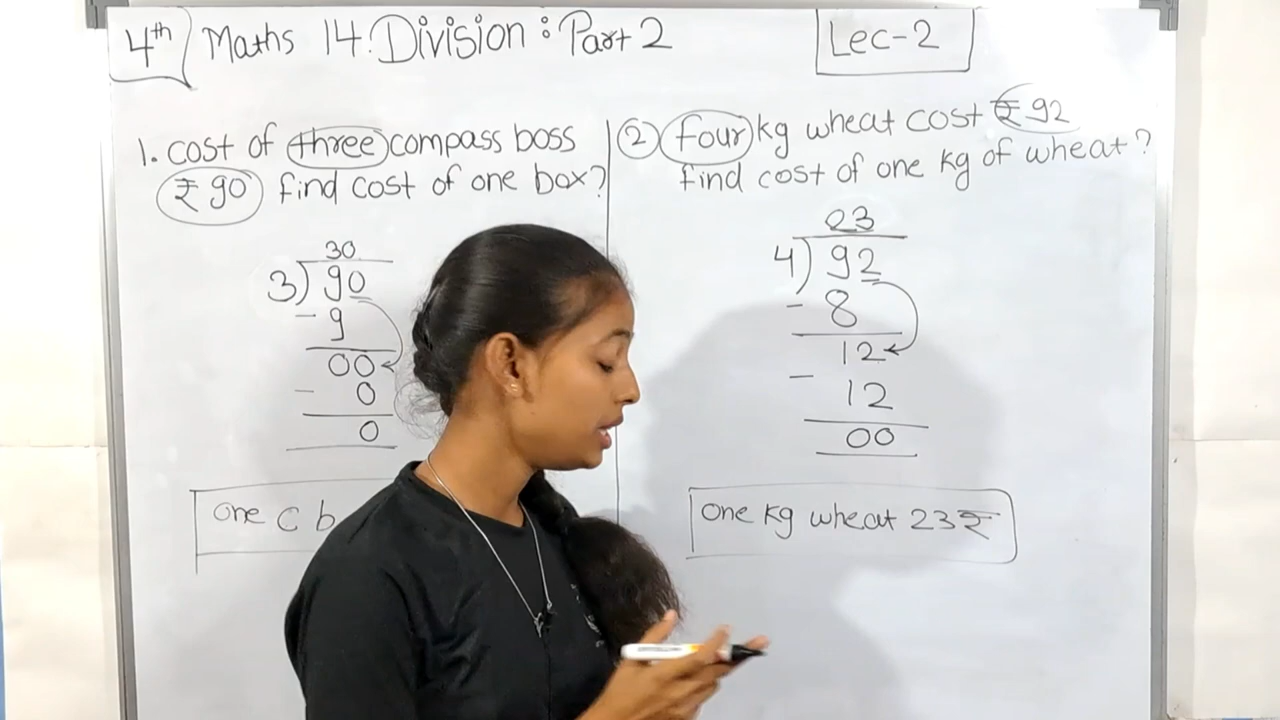 4th Maths 14. Division : Part 2 Lec-2
1. cost of three compass boss
₹ 90 find cost of one box?
30
3) 90
- 9
00
- 0
0
one c b
② four kg wheat cost ₹ 92
find cost of one kg of wheat?
23
4) 92
- 8
12
- 12
00
one kg wheat 23₹